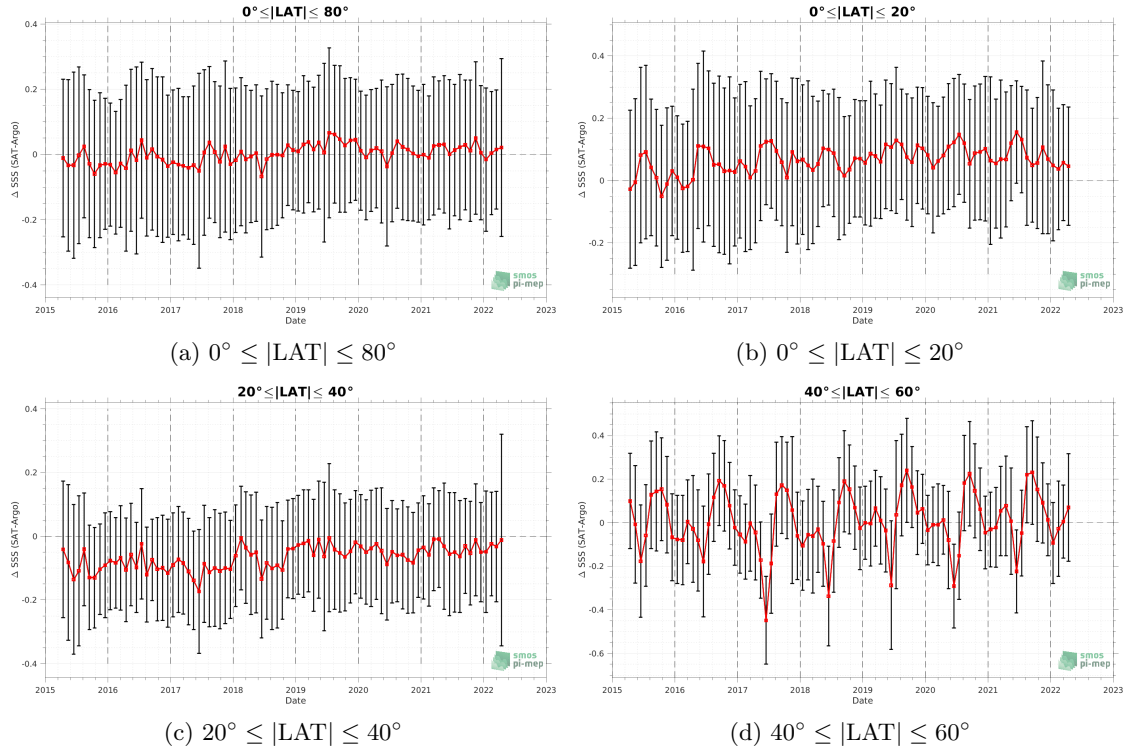 0°≤|LAT|≤ 80°
0.4
0.2
0
-0.2
-0.4
Δ SSS (SAT-Argo)
smos
pi-mep
2015 2016 2017 2018 2019 2020 2021 2022 2023
Date
(a) 0° ≤ |LAT| ≤ 80°
0°≤|LAT|≤ 20°
0.4
0.2
0
-0.2
Δ SSS (SAT-Argo)
smos
pi-mep
2015 2016 2017 2018 2019 2020 2021 2022 2023
Date
(b) 0° ≤ |LAT| ≤ 20°
20°≤|LAT|≤ 40°
0.4
0.2
0
-0.2
-0.4
Δ SSS (SAT-Argo)
smos
pi-mep
2015 2016 2017 2018 2019 2020 2021 2022 2023
Date
(c) 20° ≤ |LAT| ≤ 40°
40°≤|LAT|≤ 60°
0.4
0.2
0
-0.2
-0.4
-0.6
Δ SSS (SAT-Argo)
smos
pi-mep
2015 2016 2017 2018 2019 2020 2021 2022 2023
Date
(d) 40° ≤ |LAT| ≤ 60°